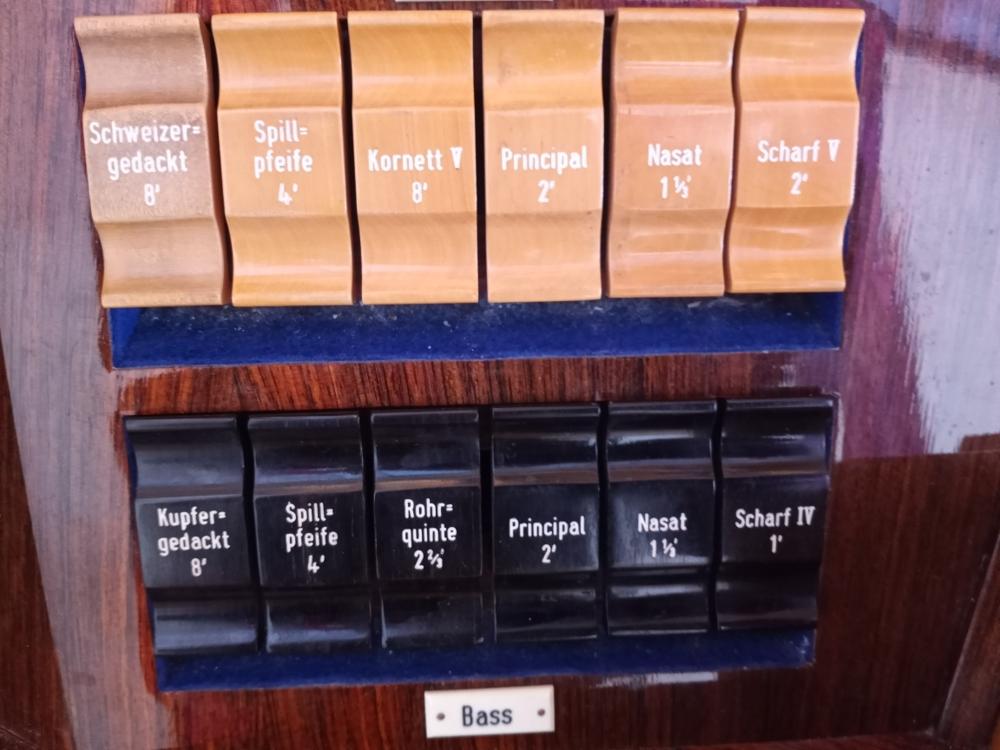 Schweizer=
gedackt
8'
Spill=
pfeife
4'
Kornett V
8'
Principal
2'
Nasat
1 ⅓'
Scharf V
2'
Kupfer=
gedackt
8'
Spill=
pfeife
4'
Rohr=
quinte
2 ⅔'
Principal
2'
Nasat
1 ⅓'
Scharf IV
1'
Bass